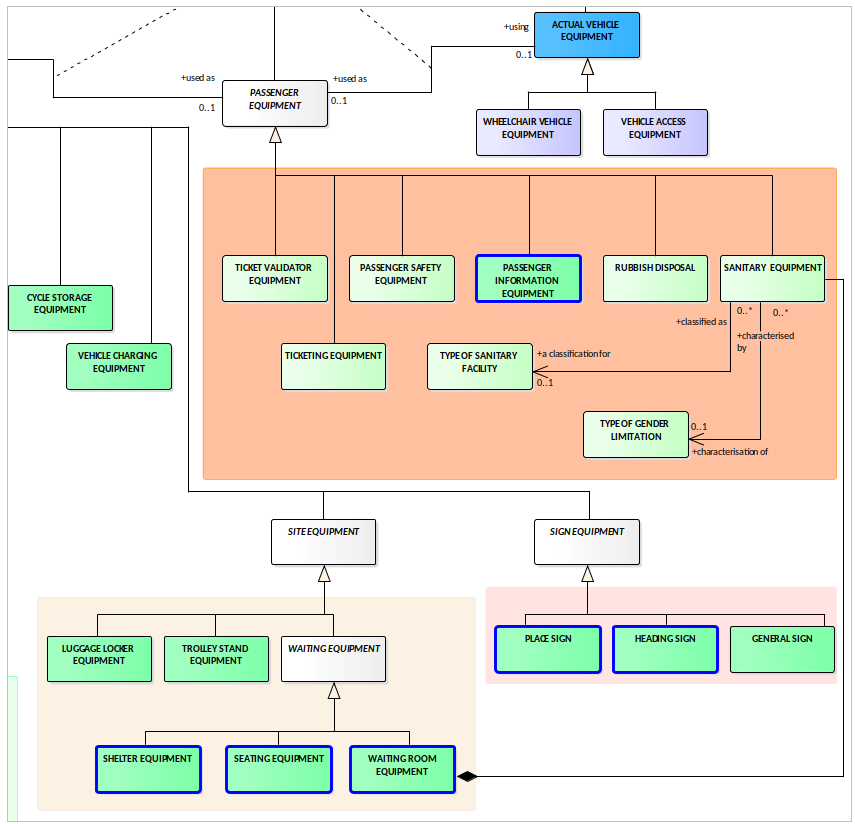 +using
ACTUAL VEHICLE
EQUIPMENT
0..1
+used as
PASSENGER
EQUIPMENT
+used as
0..1
0..1
WHEELCHAIR VEHICLE
EQUIPMENT
VEHICLE ACCESS
EQUIPMENT
TICKET VALIDATOR
EQUIPMENT
PASSENGER SAFETY
EQUIPMENT
PASSENGER
INFORMATION
EQUIPMENT
RUBBISH DISPOSAL
SANITARY EQUIPMENT
CYCLE STORAGE
EQUIPMENT
0..*
0..*
+classified as
+characterised
by
VEHICLE CHARGING
EQUIPMENT
TICKETING EQUIPMENT
TYPE OF SANITARY
FACILITY
+a classification for
0..1
TYPE OF GENDER
LIMITATION
0..1
+characterisation of
SITE EQUIPMENT
SIGN EQUIPMENT
LUGGAGE LOCKER
EQUIPMENT
TROLLEY STAND
EQUIPMENT
WAITING EQUIPMENT
PLACE SIGN
HEADING SIGN
GENERAL SIGN
SHELTER EQUIPMENT
SEATING EQUIPMENT
WAITING ROOM
EQUIPMENT